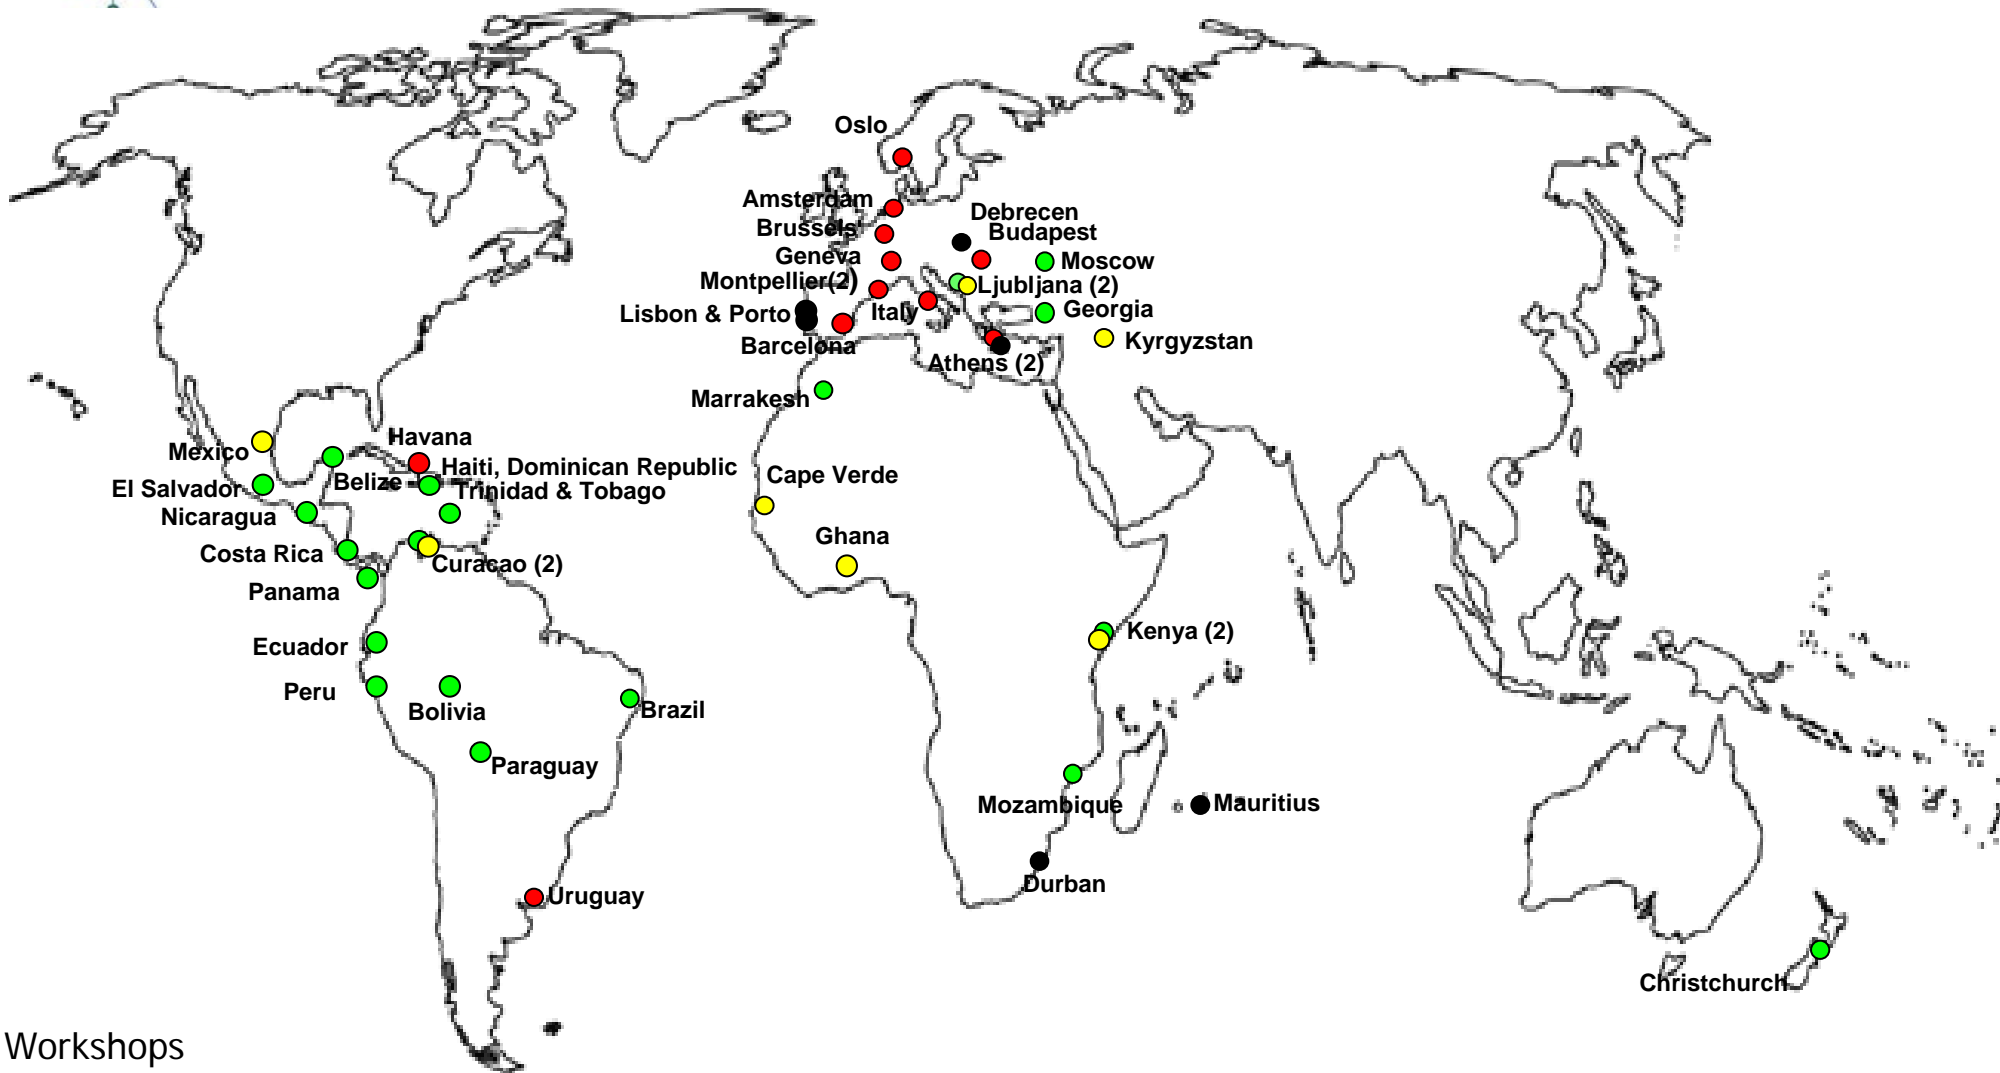 Oslo
Amsterdam
Debrecen
Brussels
Budapest
Geneva
Moscow
Montpellier(2)
Ljubljana (2)
Lisbon & Porto
Italy
Georgia
Barcelona
Kyrgyzstan
Athens (2)
Marrakesh
Havana
Mexico
Haiti, Dominican Republic
Cape Verde
El Salvador
Belize
Trinidad & Tobago
Nicaragua
Ghana
Costa Rica
Curacao (2)
Panama
Kenya (2)
Ecuador
Peru
Bolivia
Brazil
Paraguay
Mozambique
Mauritius
Durban
Uruguay
Christchurch
Workshops